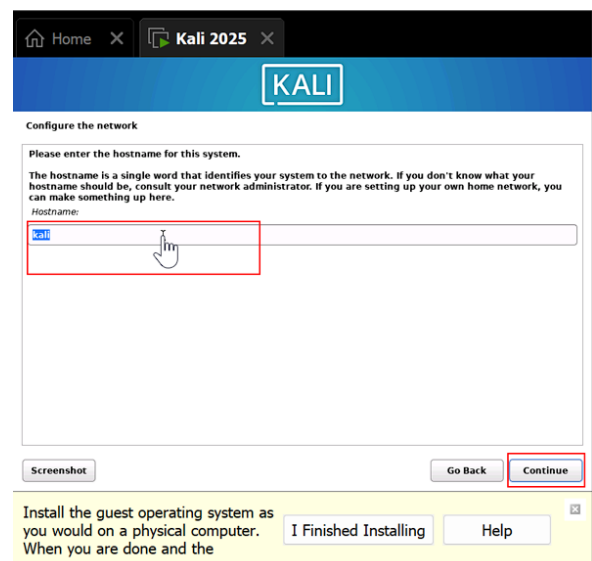 Home
Kali 2025
KALI
Configure the network
Please enter the hostname for this system.
The hostname is a single word that identifies your system to the network. If you don't know what your
hostname should be, consult your network administrator. If you are setting up your own home network, you
can make something up here.
Hostname:
kali
Screenshot
Go Back
Continue
Install the guest operating system as
you would on a physical computer.
When you are done and the
I Finished Installing
Help